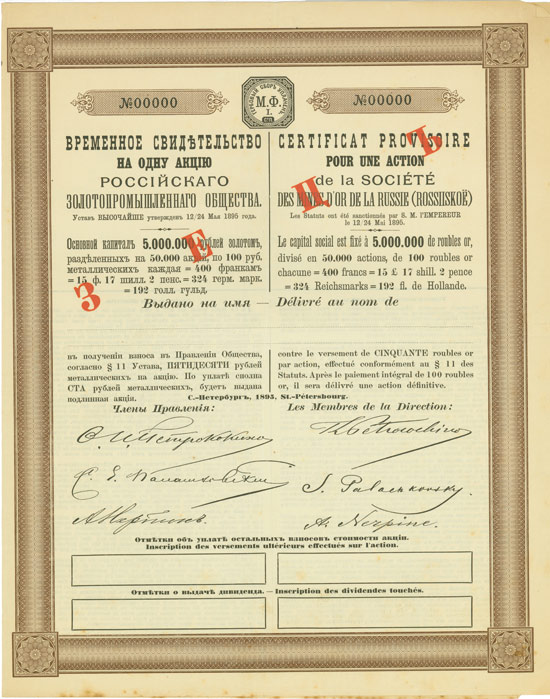 №00000
ВРЕМЕННОЕ СВИДѢТЕЛЬСТВО
НА ОДНУ АКЦІЮ
РОССІЙСКАГО
ЗОЛОТОПРОМЫШЛЕННАГО ОБЩЕСТВА.
Уставъ ВЫСОЧАЙШЕ утвержденъ 12/24 Мая 1895 года.
Основной капиталъ 5.000.000 рублей золотомъ,
раздѣленныхъ на 50.000 акцій, по 100 руб.
металлическихъ каждая = 400 франкамъ
= 15 ф. 17 шилл. 2 пенс. = 324 герм. марк.
= 192 голл. гульд.
М.Ф.
I.
№00000
CERTIFICAT PROVISOIRE
POUR UNE ACTION
de la SOCIÉTÉ
DES MINES D'OR DE LA RUSSIE (ROSSIISKOË)
Les Statuts ont été sanctionnés par S. M. l'EMPEREUR
le 12/24 Mai 1895.
Le capital social est fixé à 5.000.000 de roubles or,
divisé en 50.000 actions, de 100 roubles or
chacune = 400 francs = 15 £ 17 shill. 2 pence
= 324 Reichsmarks = 192 fl. de Hollande.
ЗЕЦЪ
Выдано на имя — Délivré au nom de
въ полученіи взноса въ Правленіи Общества,
согласно § 11 Устава, ПЯТИДЕСЯТИ рублей
металлическихъ на акцію. По уплатѣ сполна
СТА рублей металлическихъ, будетъ выдана
подлинная акція.
contre le versement de CINQUANTE roubles or
par action, effectué conformément au § 11 des
Statuts. Après le paiement intégral de 100 roubles
or, il sera délivré une action définitive.
С.-Петербургъ, 1895, St.-Pétersbourg.
Члены Правленія:
Les Membres de la Direction:
С. Е. Палашковскій
S. Palachkovsky
А. Нерпинъ
A. Nerpine.
Отмѣтки объ уплатѣ остальныхъ взносовъ стоимости акціи.
Inscription des versements ultérieurs effectués sur l'action.
Отмѣтки о выдачѣ дивиденда. — Inscription des dividendes touchés.